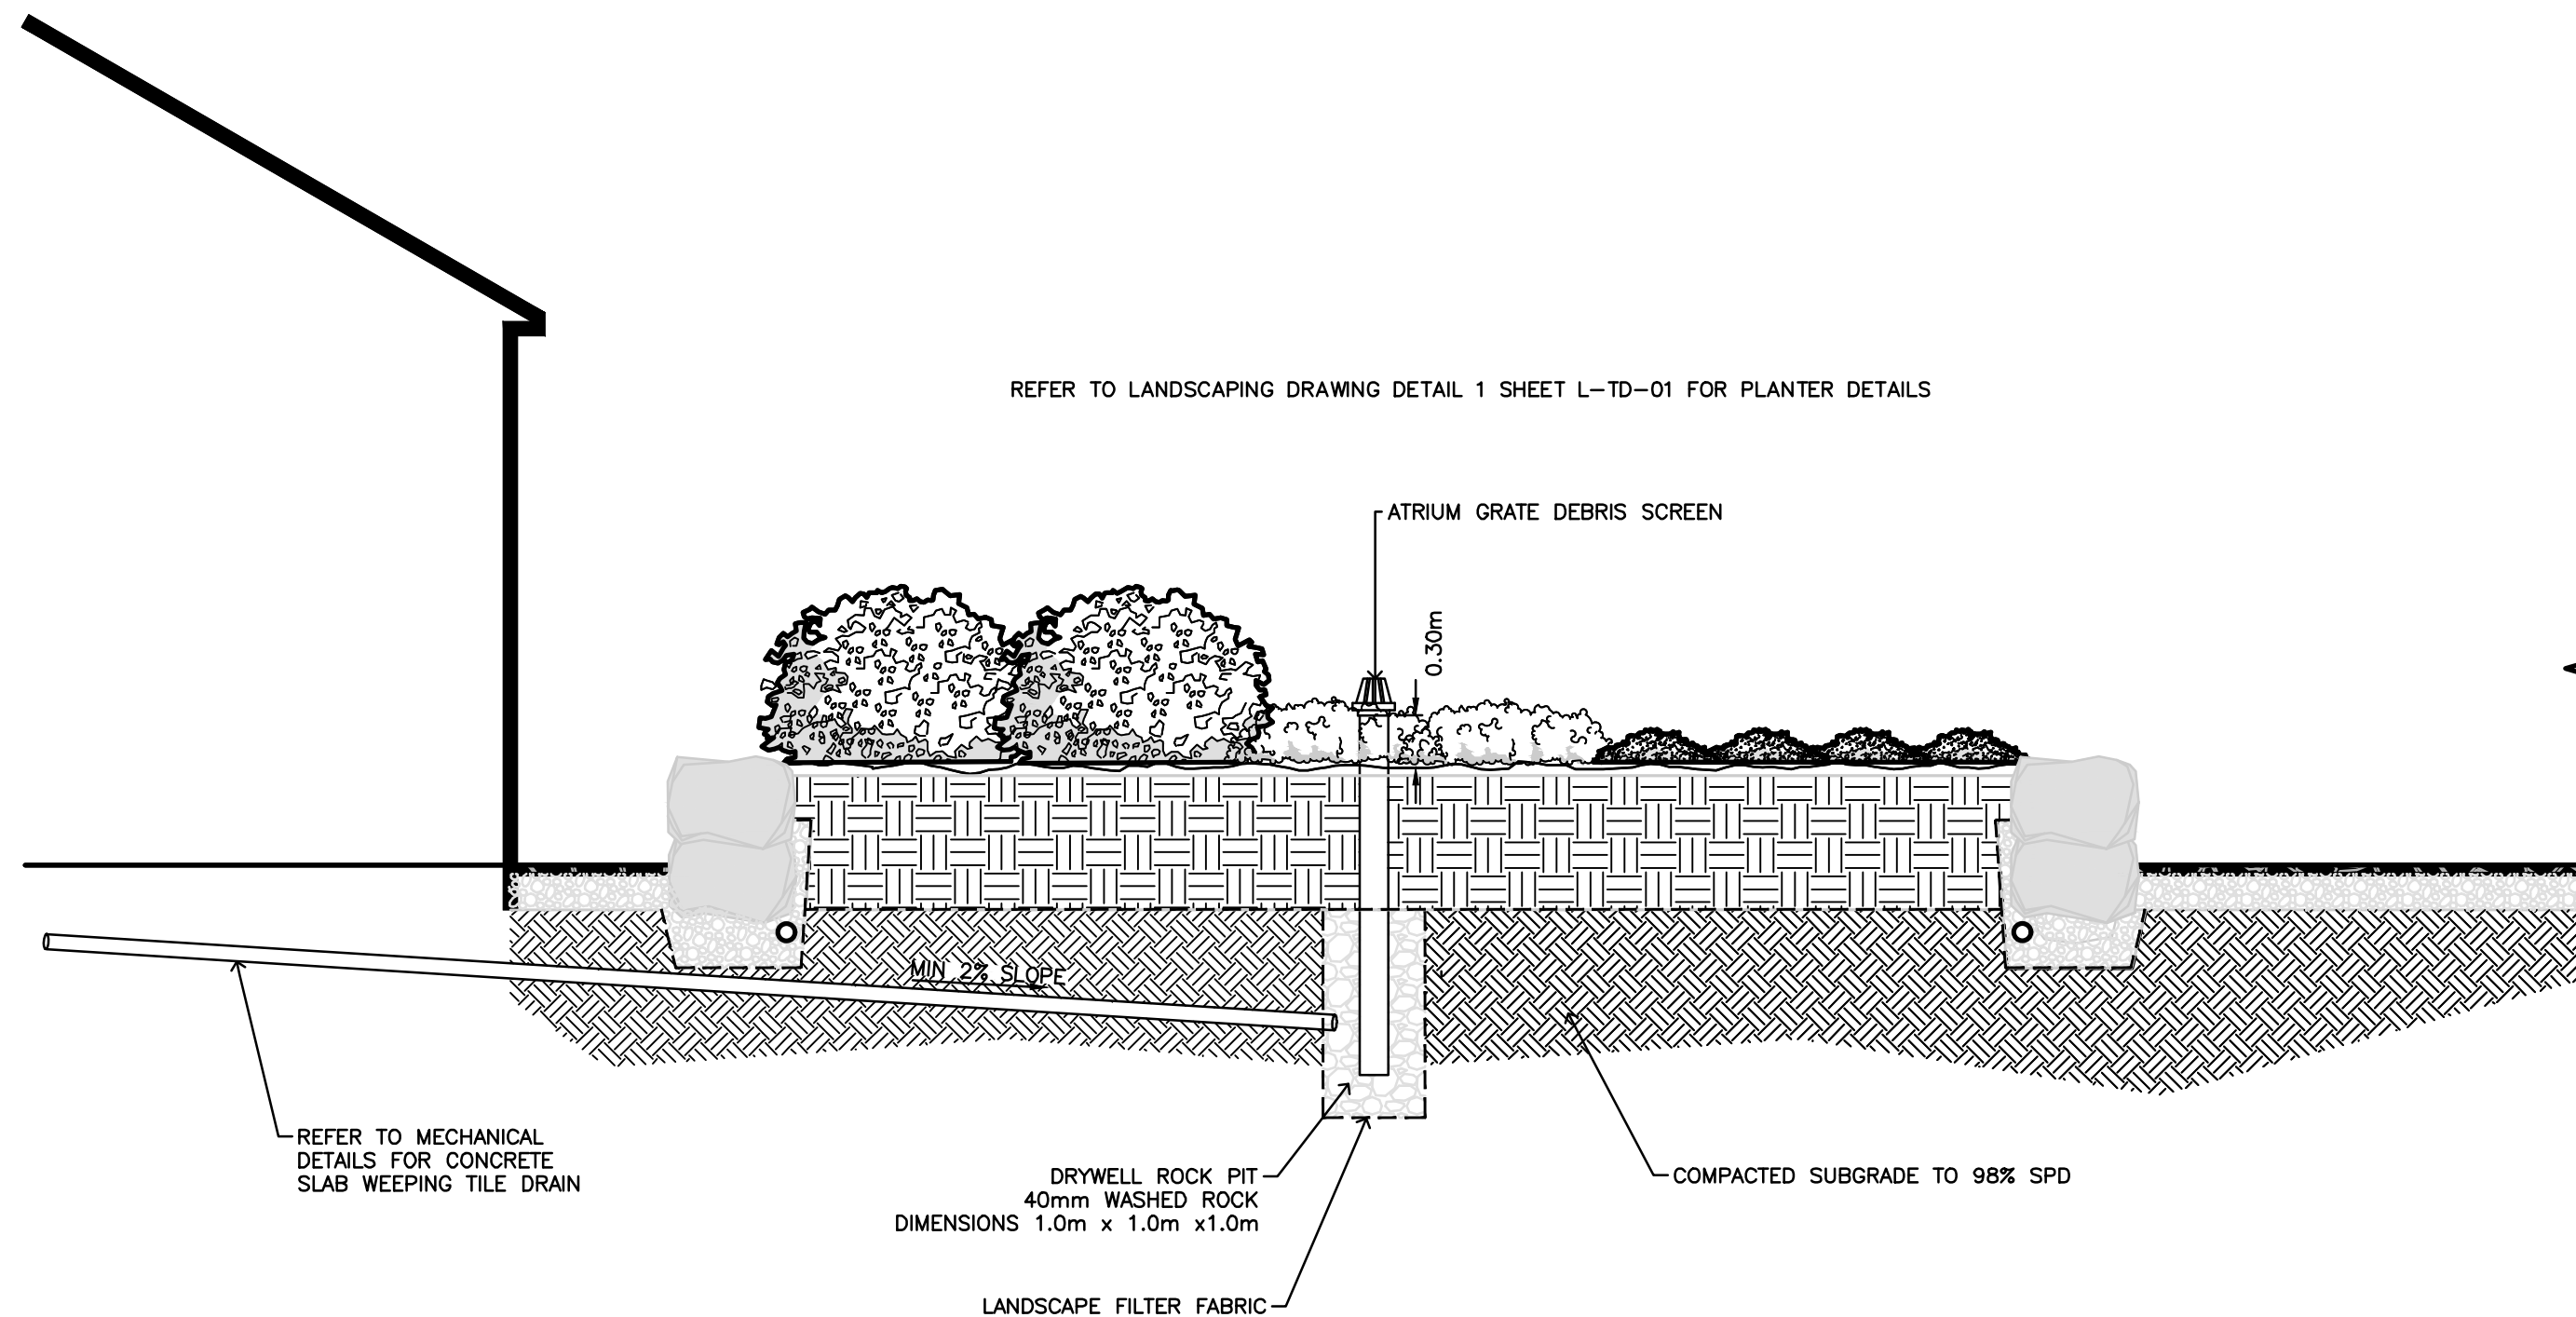 REFER TO LANDSCAPING DRAWING DETAIL 1 SHEET L-TD-01 FOR PLANTER DETAILS
ATRIUM GRATE DEBRIS SCREEN
0.30m
MIN 2% SLOPE
REFER TO MECHANICAL
DETAILS FOR CONCRETE
SLAB WEEPING TILE DRAIN
DRYWELL ROCK PIT
40mm WASHED ROCK
DIMENSIONS 1.0m x 1.0m x1.0m
COMPACTED SUBGRADE TO 98% SPD
LANDSCAPE FILTER FABRIC